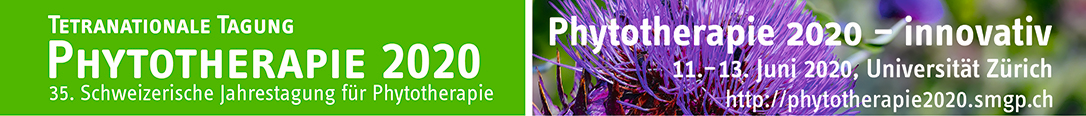 Tetranationale Tagung
Phytotherapie 2020
35. Schweizerische Jahrestagung für Phytotherapie
Phytotherapie 2020 – innovativ
11.–13. Juni 2020, Universität Zürich
http://phytotherapie2020.smgp.ch